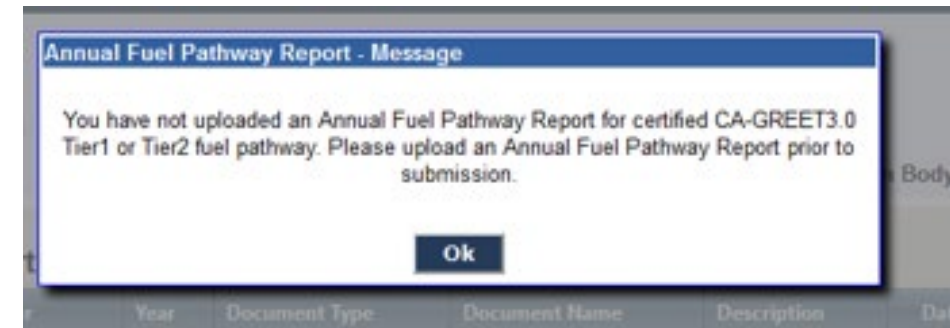 Annual Fuel Pathway Report - Message
You have not uploaded an Annual Fuel Pathway Report for certified CA-GREET3.0
Tier1 or Tier2 fuel pathway. Please upload an Annual Fuel Pathway Report prior to
submission.
Body
Ok
Year Document Type Document Name Description